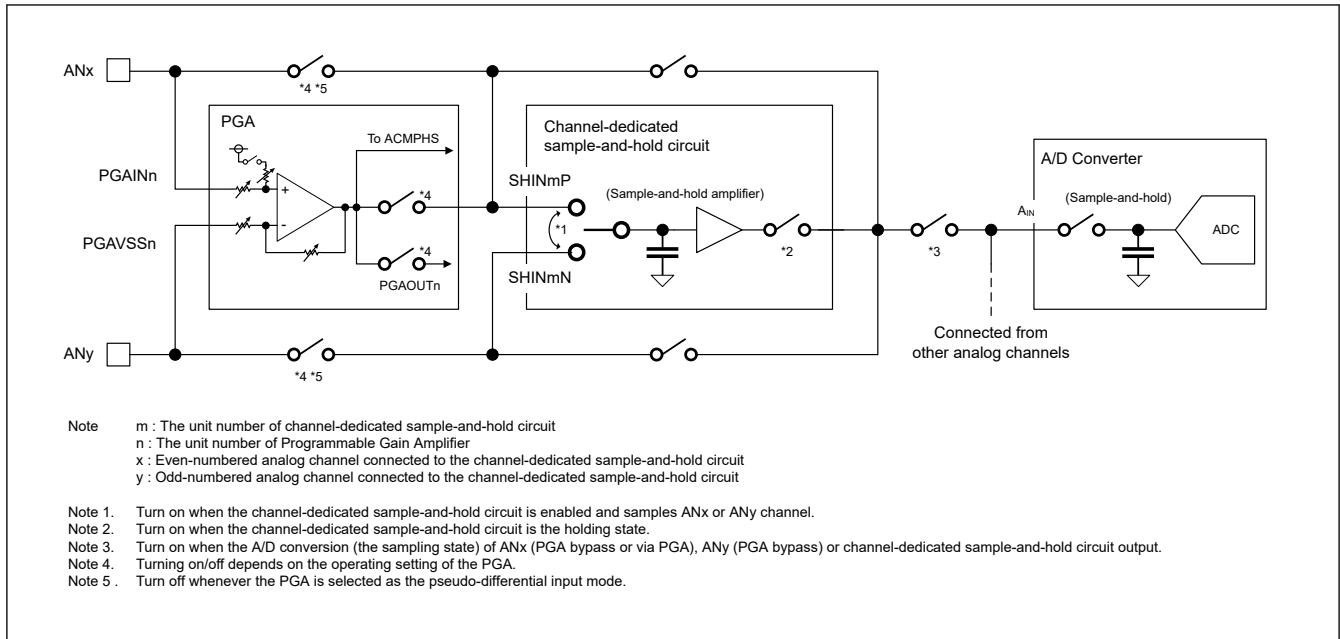 ANx
*4 *5
PGA
To ACMPHS
Channel-dedicated
sample-and-hold circuit
A/D Converter
PGAINn
+
*4
SHINmP
(Sample-and-hold amplifier)
(Sample-and-hold)
AIN
ADC
PGAVSSn
-
*1
*2
*3
*4
PGAOUTn
SHINmN
Connected from
other analog channels
ANy
*4 *5
Note m : The unit number of channel-dedicated sample-and-hold circuit
n : The unit number of Programmable Gain Amplifier
x : Even-numbered analog channel connected to the channel-dedicated sample-and-hold circuit
y : Odd-numbered analog channel connected to the channel-dedicated sample-and-hold circuit
Note 1. Turn on when the channel-dedicated sample-and-hold circuit is enabled and samples ANx or ANy channel.
Note 2. Turn on when the channel-dedicated sample-and-hold circuit is the holding state.
Note 3. Turn on when the A/D conversion (the sampling state) of ANx (PGA bypass or via PGA), ANy (PGA bypass) or channel-dedicated sample-and-hold circuit output.
Note 4. Turning on/off depends on the operating setting of the PGA.
Note 5 . Turn off whenever the PGA is selected as the pseudo-differential input mode.